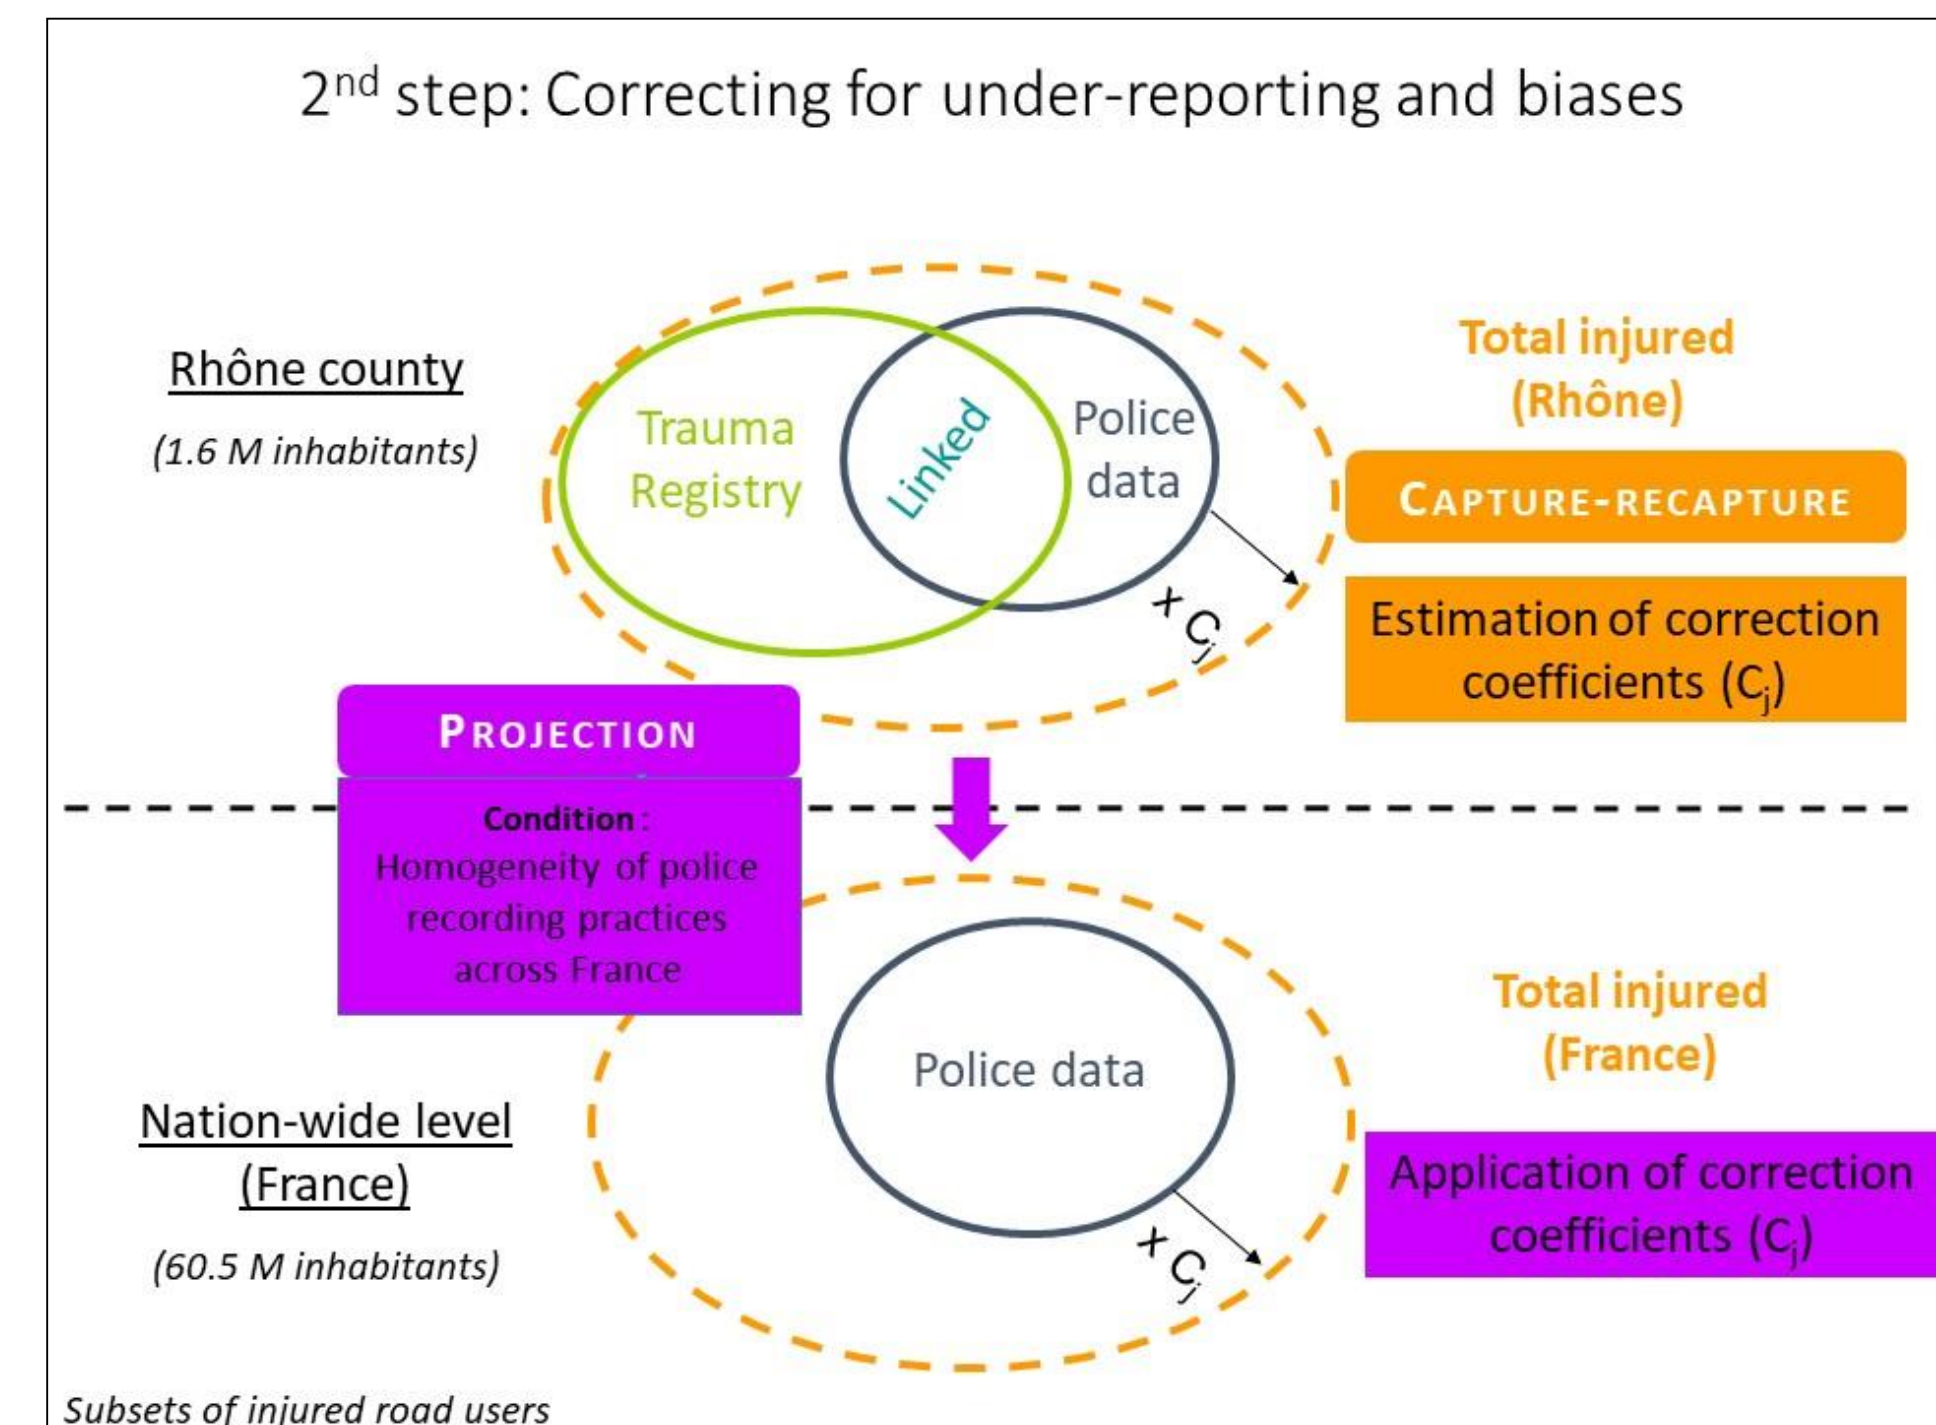 2nd step: Correcting for under-reporting and biases
Rhône county
(1.6 M inhabitants)
Trauma
Registry
Linked
Police
data
x Cj
Total injured
(Rhône)
CAPTURE-RECAPTURE
Estimation of correction
coefficients (Cj)
PROJECTION
Condition :
Homogeneity of police
recording practices
across France
Nation-wide level
(France)
(60.5 M inhabitants)
Police data
x Cj
Total injured
(France)
Application of correction
coefficients (Cj)
Subsets of injured road users